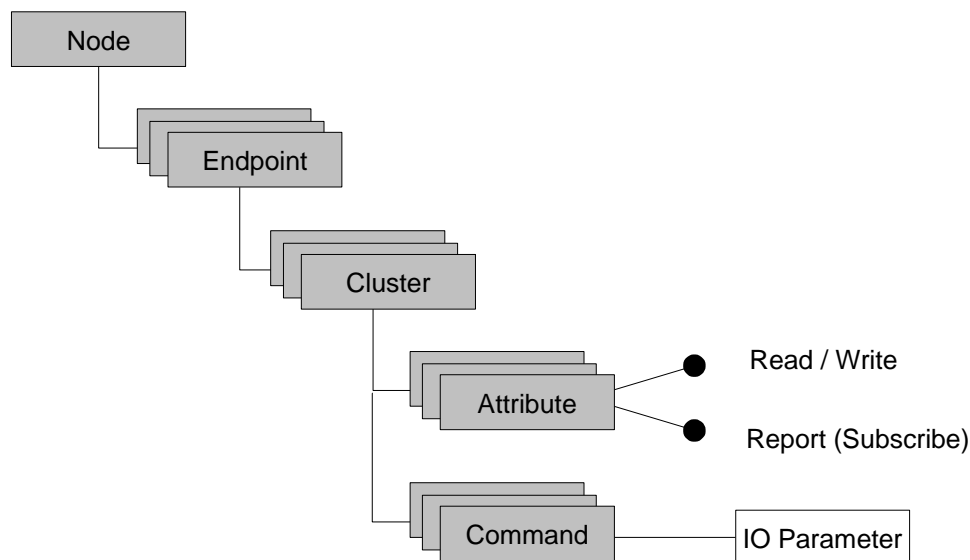 Node
Endpoint
Cluster
Attribute
Read / Write
Report (Subscribe)
Command
IO Parameter